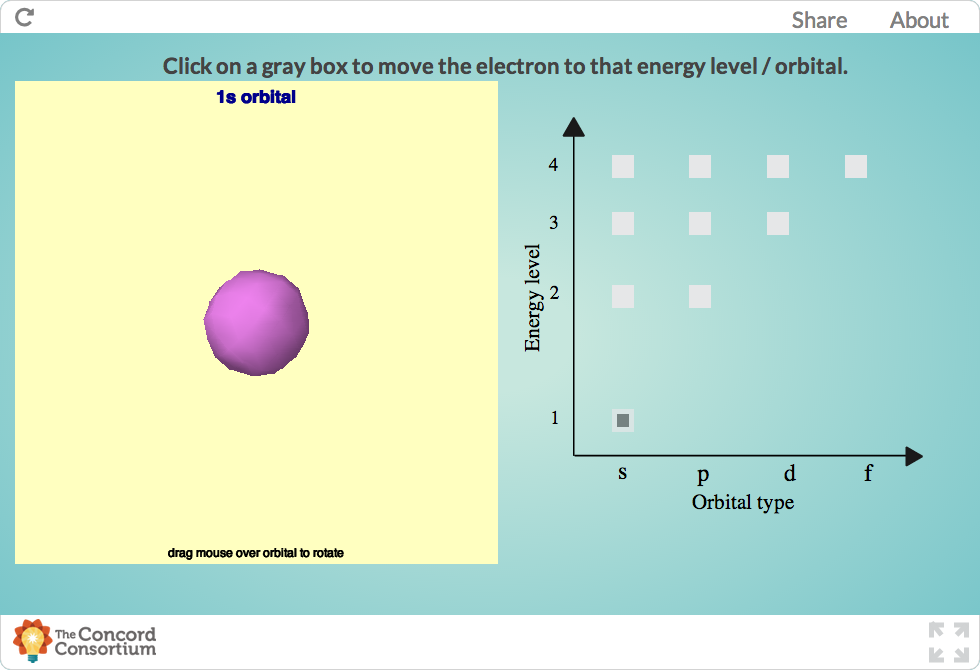 Share About
Click on a gray box to move the electron to that energy level / orbital.
1s orbital
drag mouse over orbital to rotate
4
3
2
1
Energy level
s p d f
Orbital type
The Concord
Consortium